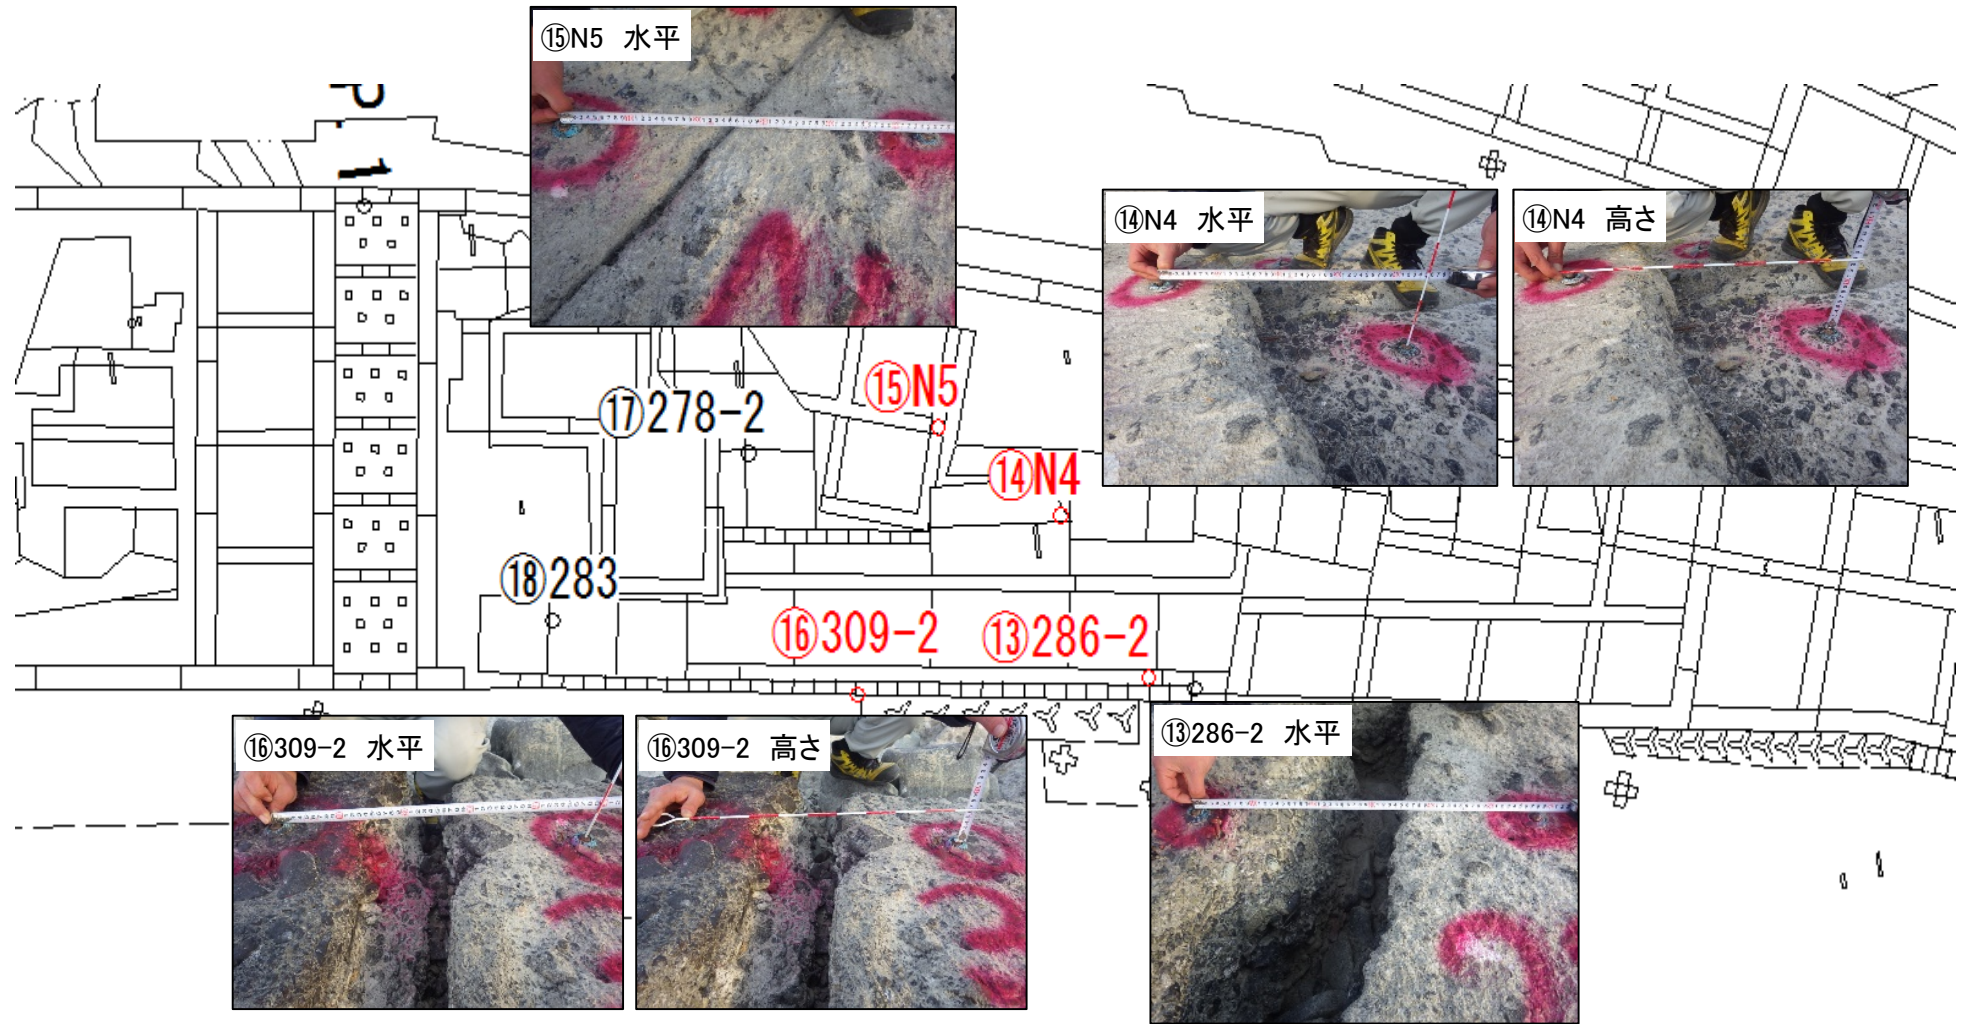 ⑮N5 水平
P.
1
⑭N4 水平
⑭N4 高さ
⑮N5
⑰278-2
⑭N4
⑱283
⑯309-2
⑬286-2
⑯309-2 水平
⑯309-2 高さ
⑬286-2 水平